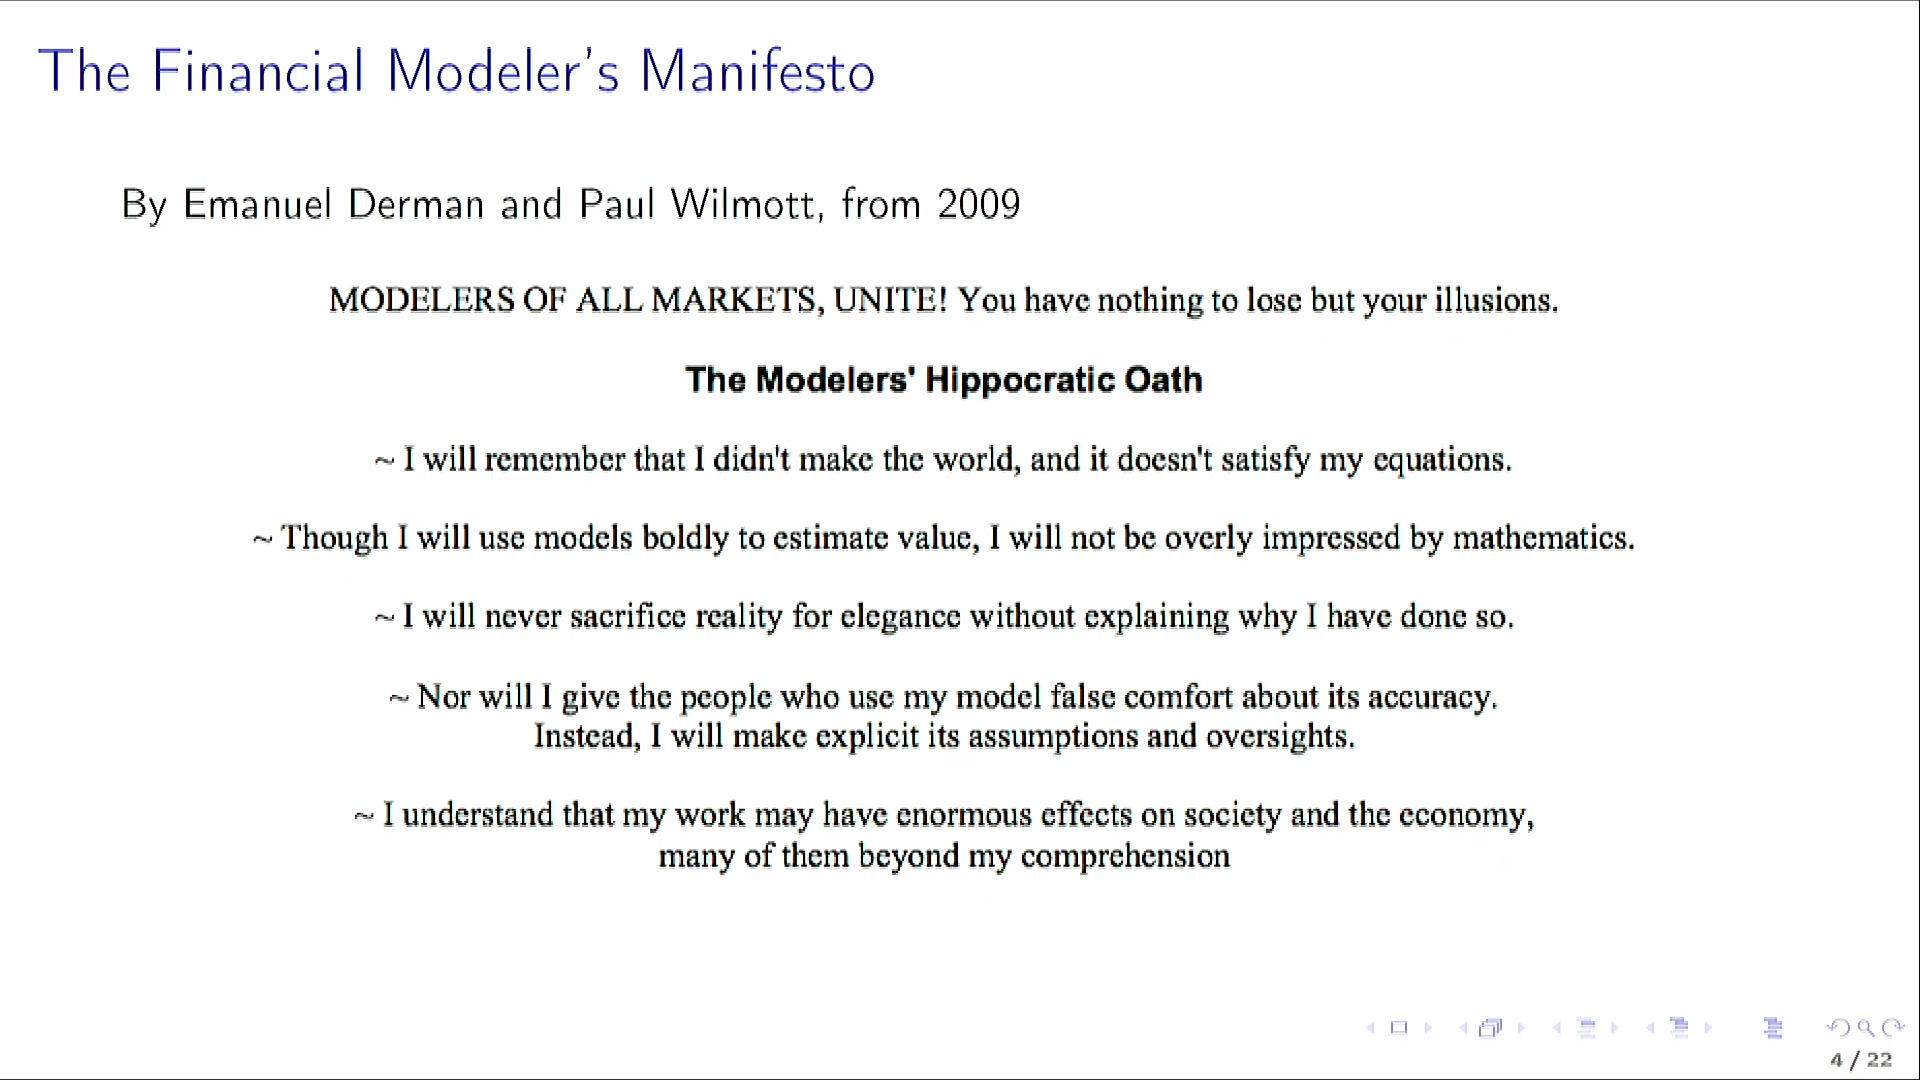 The Financial Modeler's Manifesto
By Emanuel Derman and Paul Wilmott, from 2009
MODELERS OF ALL MARKETS, UNITE! You have nothing to lose but your illusions.
The Modelers' Hippocratic Oath
~ I will remember that I didn't make the world, and it doesn't satisfy my equations.
~ Though I will use models boldly to estimate value, I will not be overly impressed by mathematics.
~ I will never sacrifice reality for elegance without explaining why I have done so.
~ Nor will I give the people who use my model false comfort about its accuracy.
Instead, I will make explicit its assumptions and oversights.
~ I understand that my work may have enormous effects on society and the economy,
many of them beyond my comprehension
4 / 22